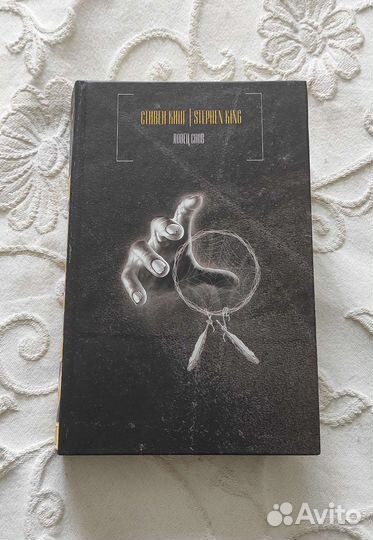 СТИВЕН КИНГ | STEPHEN KING
ЛОВЕЦ СНОВ
Avito